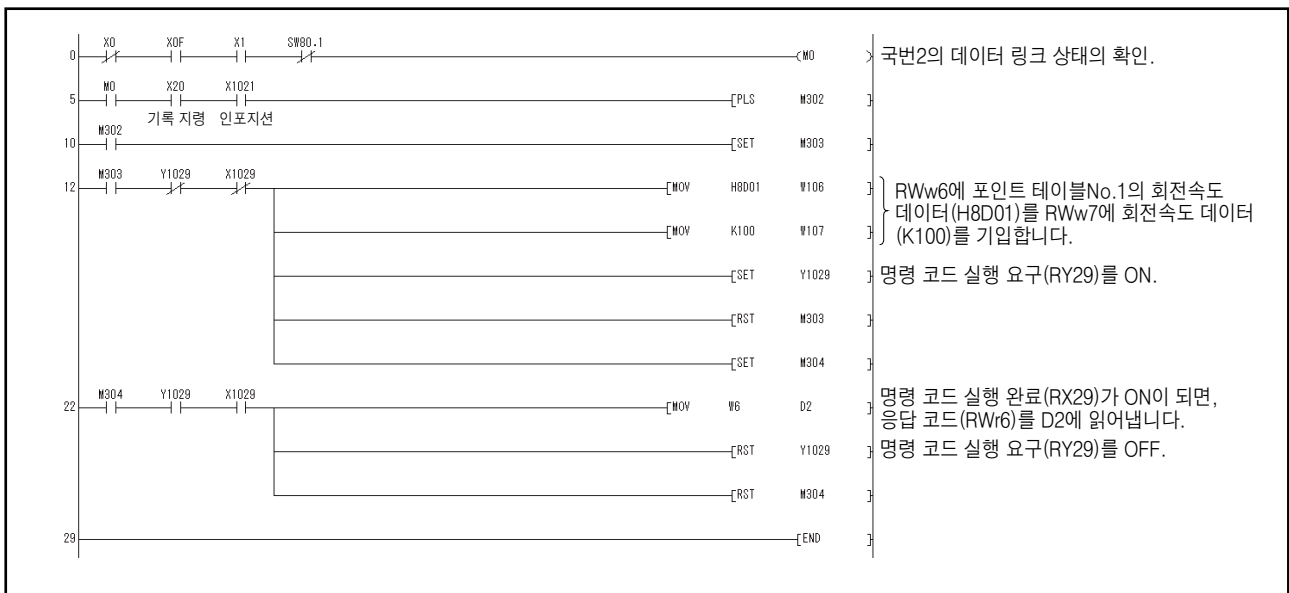 X0 X0F X1 SW80.1
0 (M0 ) 국번2의 데이터 링크 상태의 확인.
M0 X20 X1021
5 [PLS M302 ]
기록 지령 인포지션
M302
10 [SET M303 ]
M303 Y1029 X1029
12 [MOV H8D01 W106 ] RWw6에 포인트 테이블No.1의 회전속도
데이터(H8D01)를 RWw7에 회전속도 데이터
[MOV K100 W107 ] (K100)를 기입합니다.
[SET Y1029 ] 명령 코드 실행 요구(RY29)를 ON.
[RST M303 ]
[SET M304 ]
M304 Y1029 X1029
22 [MOV W6 D2 ] 명령 코드 실행 완료(RX29)가 ON이 되면,
응답 코드(RWr6)를 D2에 읽어냅니다.
[RST Y1029 ] 명령 코드 실행 요구(RY29)를 OFF.
[RST M304 ]
29 [END ]